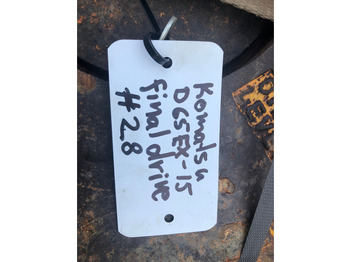 Komatsu
D65EX-15
final drive
#28